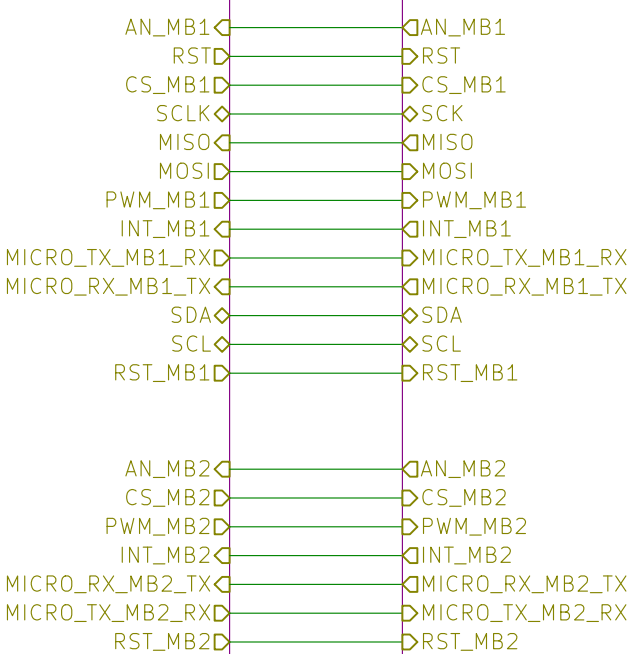 AN_MB1 AN_MB1
RST RST
CS_MB1 CS_MB1
SCLK SCK
MISO MISO
MOSI MOSI
PWM_MB1 PWM_MB1
INT_MB1 INT_MB1
MICRO_TX_MB1_RX MICRO_TX_MB1_RX
MICRO_RX_MB1_TX MICRO_RX_MB1_TX
SDA SDA
SCL SCL
RST_MB1 RST_MB1
AN_MB2 AN_MB2
CS_MB2 CS_MB2
PWM_MB2 PWM_MB2
INT_MB2 INT_MB2
MICRO_RX_MB2_TX MICRO_RX_MB2_TX
MICRO_TX_MB2_RX MICRO_TX_MB2_RX
RST_MB2 RST_MB2